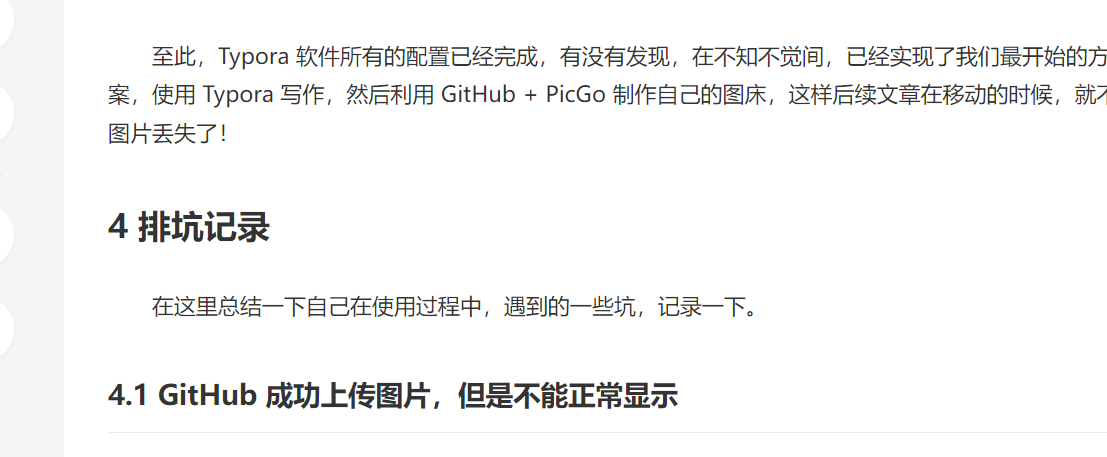 至此，Typora 软件所有的配置已经完成，有没有发现，在不知不觉间，已经实现了我们最开始的方
案，使用 Typora 写作，然后利用 GitHub + PicGo 制作自己的图床，这样后续文章在移动的时候，就不
图片丢失了！
4 排坑记录
在这里总结一下自己在使用过程中，遇到的一些坑，记录一下。
4.1 GitHub 成功上传图片，但是不能正常显示